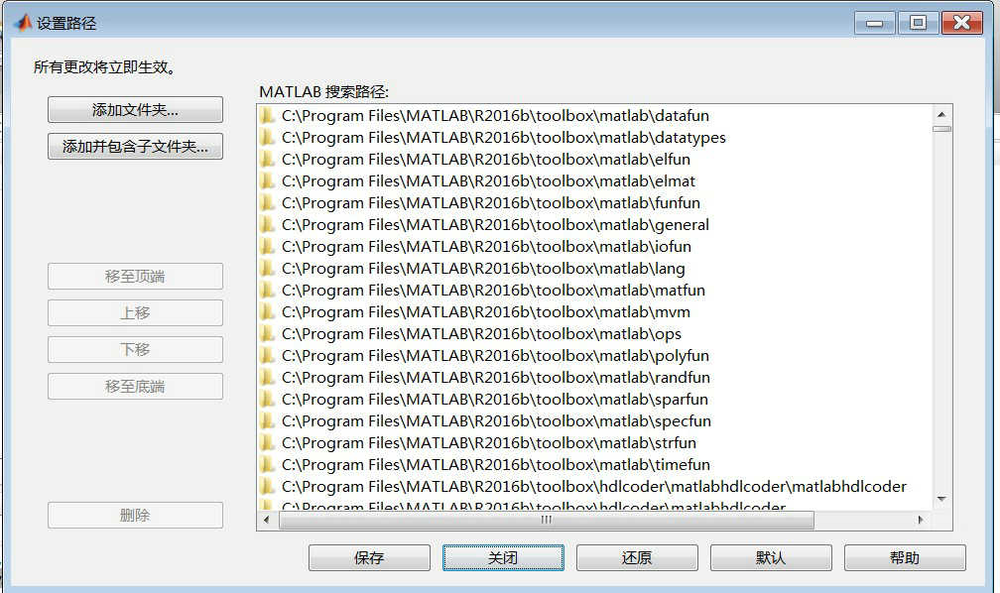 设置路径
所有更改将立即生效。
MATLAB 搜索路径:
添加文件夹...
添加并包含子文件夹...
移至顶端
上移
下移
移至底端
删除
C:\Program Files\MATLAB\R2016b\toolbox\matlab\datafun
C:\Program Files\MATLAB\R2016b\toolbox\matlab\datatypes
C:\Program Files\MATLAB\R2016b\toolbox\matlab\elfun
C:\Program Files\MATLAB\R2016b\toolbox\matlab\elmat
C:\Program Files\MATLAB\R2016b\toolbox\matlab\funfun
C:\Program Files\MATLAB\R2016b\toolbox\matlab\general
C:\Program Files\MATLAB\R2016b\toolbox\matlab\iofun
C:\Program Files\MATLAB\R2016b\toolbox\matlab\lang
C:\Program Files\MATLAB\R2016b\toolbox\matlab\matfun
C:\Program Files\MATLAB\R2016b\toolbox\matlab\mvm
C:\Program Files\MATLAB\R2016b\toolbox\matlab\ops
C:\Program Files\MATLAB\R2016b\toolbox\matlab\polyfun
C:\Program Files\MATLAB\R2016b\toolbox\matlab\randfun
C:\Program Files\MATLAB\R2016b\toolbox\matlab\sparfun
C:\Program Files\MATLAB\R2016b\toolbox\matlab\specfun
C:\Program Files\MATLAB\R2016b\toolbox\matlab\strfun
C:\Program Files\MATLAB\R2016b\toolbox\matlab\timefun
C:\Program Files\MATLAB\R2016b\toolbox\hdlcoder\matlabhdlcoder\matlabhdlcoder
C:\Program Files\MATLAB\R2016b\toolbox\hdlcoder\matlabhdlcoder
保存
关闭
还原
默认
帮助